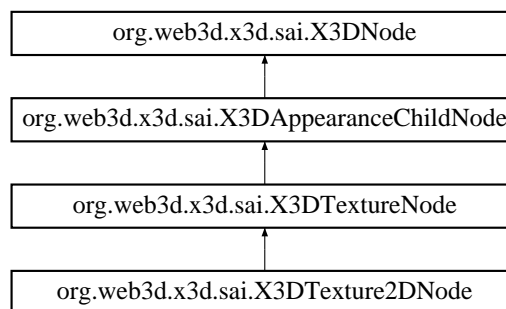 org.web3d.x3d.sai.X3DNode
org.web3d.x3d.sai.X3DAppearanceChildNode
org.web3d.x3d.sai.X3DTextureNode
org.web3d.x3d.sai.X3DTexture2DNode